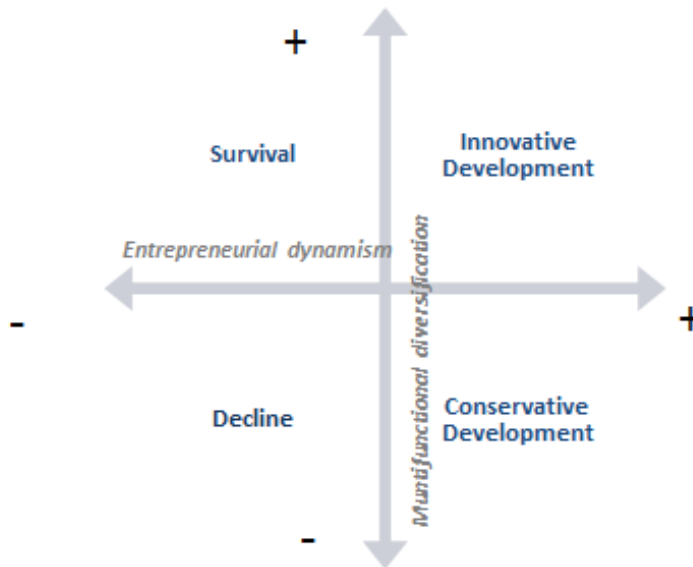 +
Survival
Innovative
Development
Entrepreneurial dynamism
-
+
Muntifunctional diversification
Decline
Conservative
Development
-